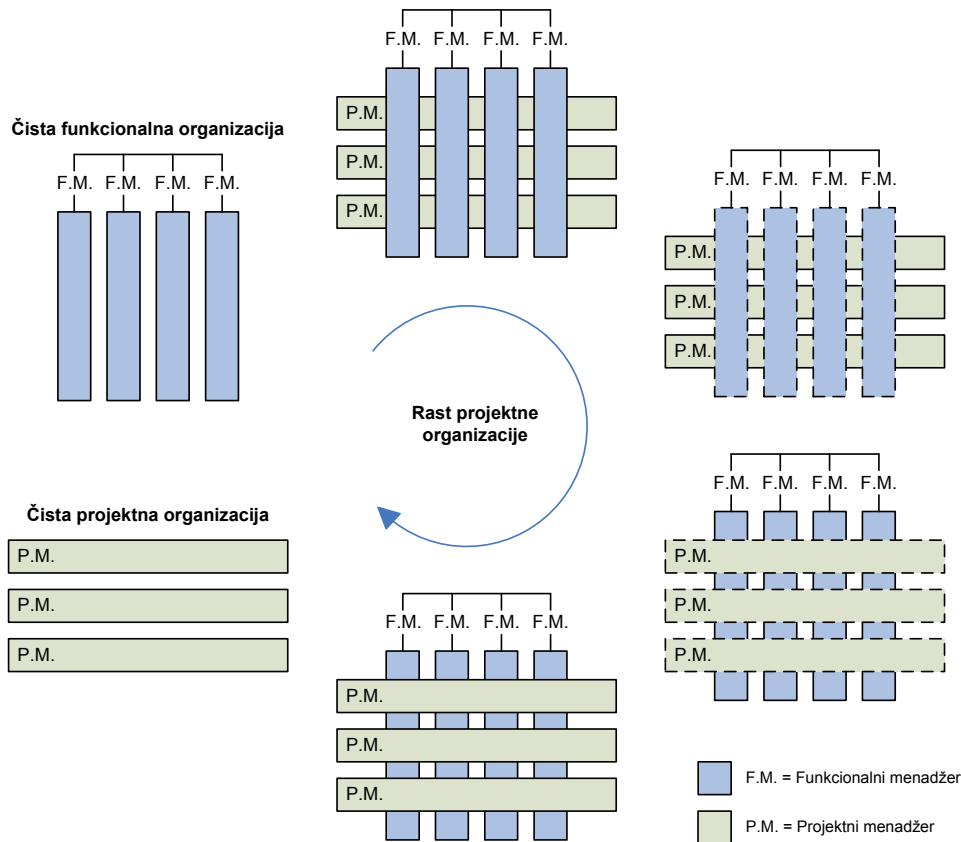 F.M. F.M. F.M. F.M.
P.M.
P.M.
P.M.
Čista funkcionalna organizacija
F.M. F.M. F.M. F.M.
F.M. F.M. F.M. F.M.
P.M.
P.M.
P.M.
Rast projektne
organizacije
F.M. F.M. F.M. F.M.
P.M.
P.M.
P.M.
Čista projektna organizacija
P.M.
P.M.
P.M.
F.M. F.M. F.M. F.M.
P.M.
P.M.
P.M.
F.M. = Funkcionalni menadžer
P.M. = Projektni menadžer